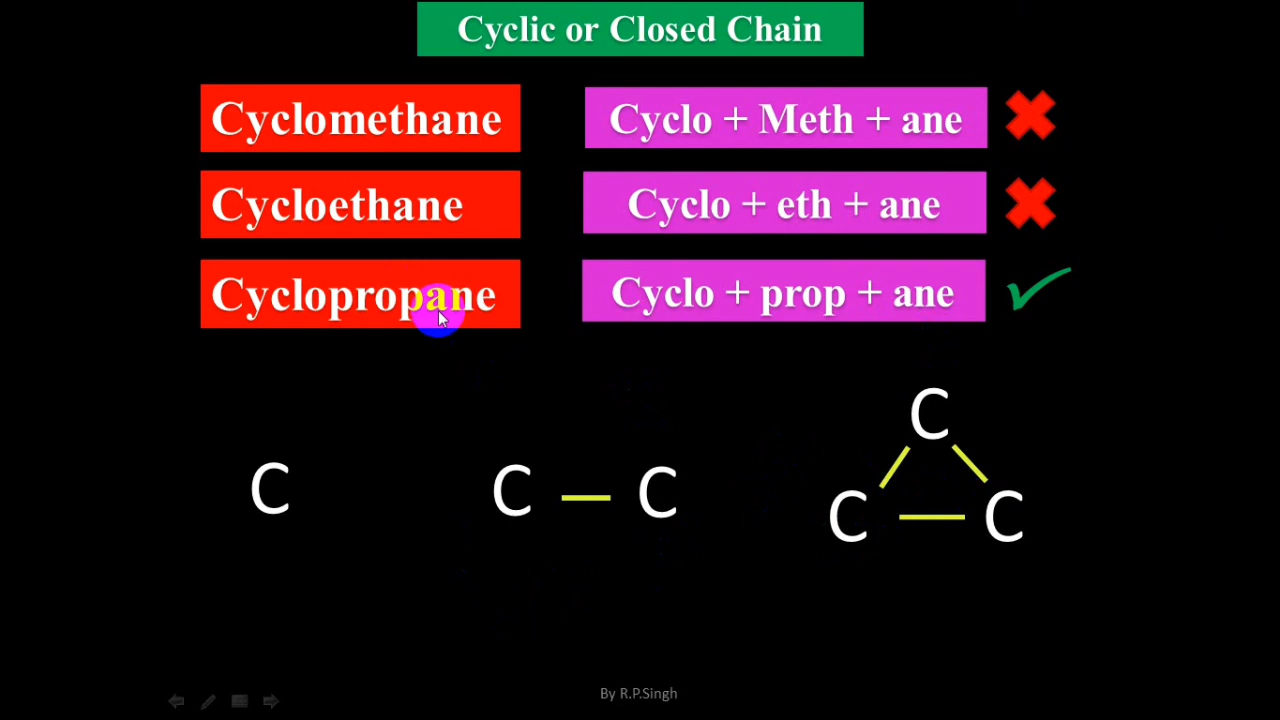 Cyclic or Closed Chain
Cyclomethane
Cyclo + Meth + ane
Cycloethane
Cyclo + eth + ane
Cyclopropane
Cyclo + prop + ane
C
C
C
C
C
C
By R.P.Singh